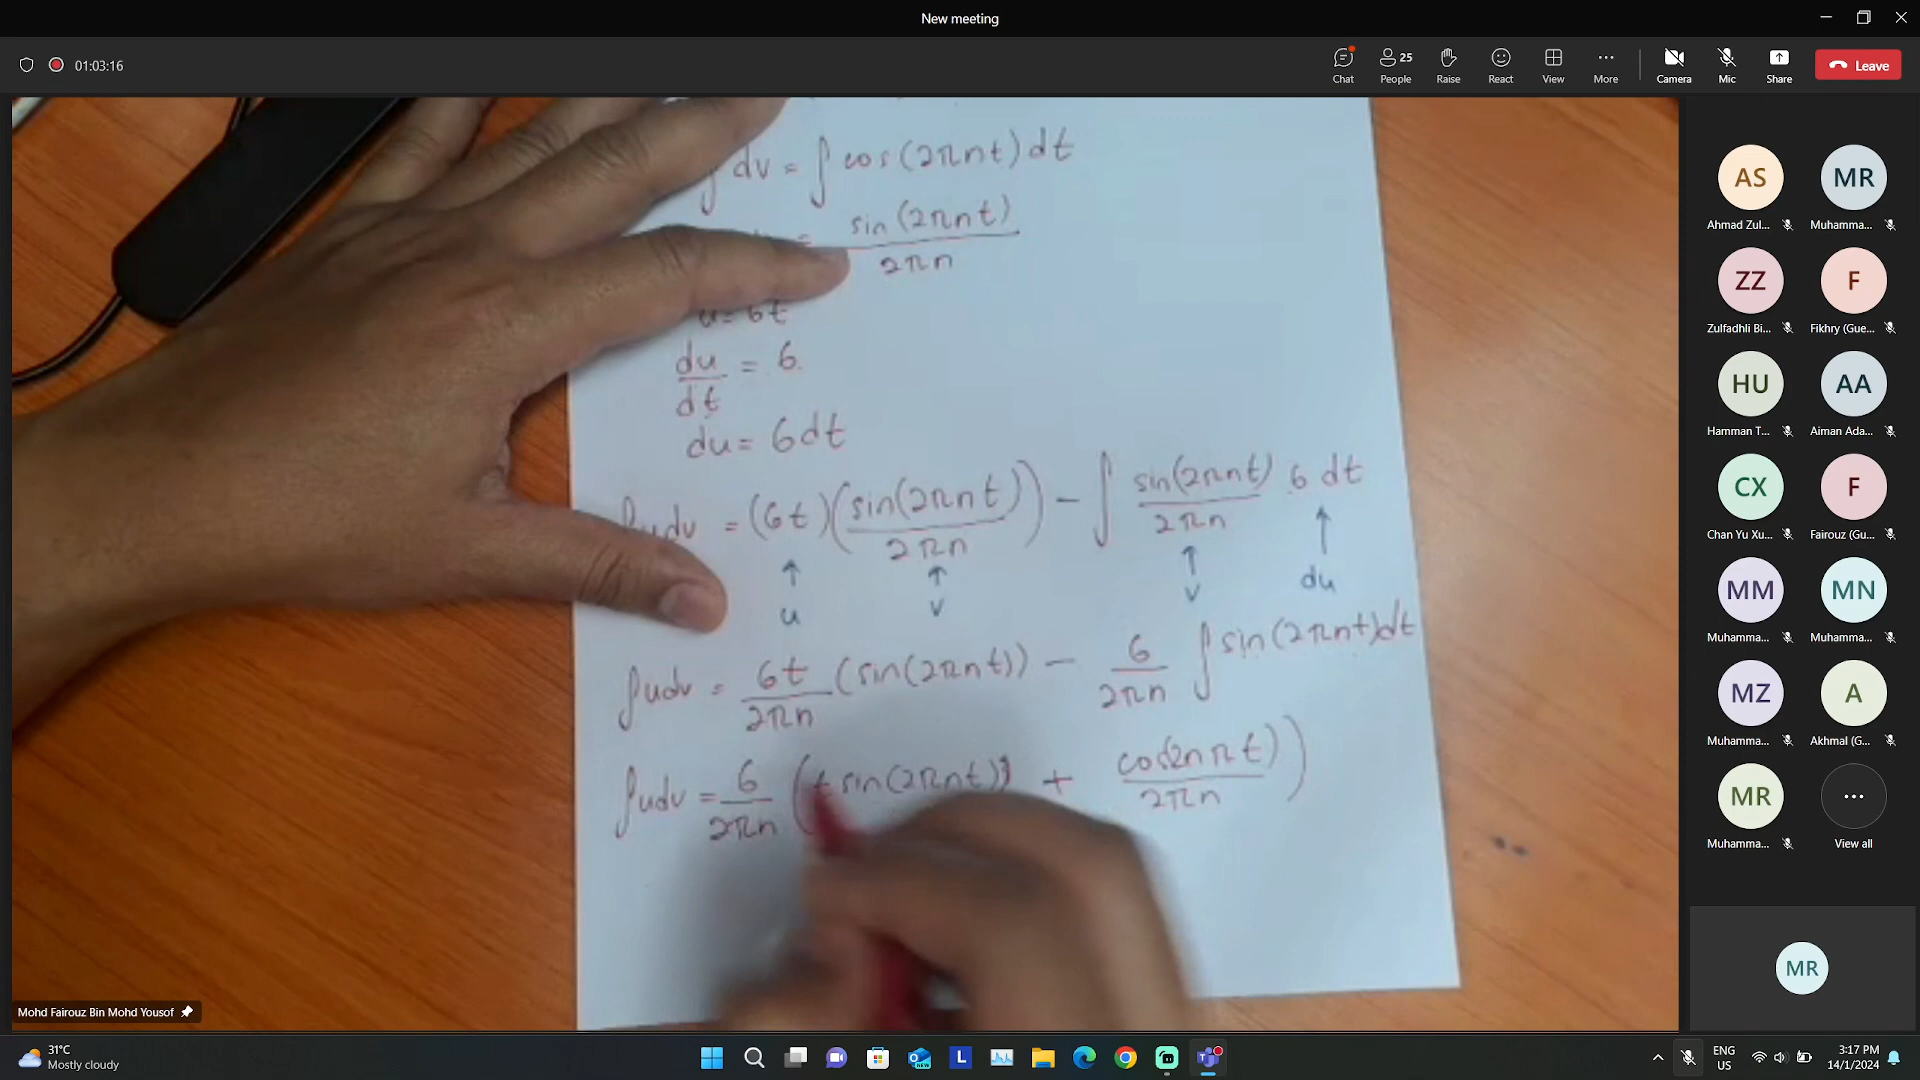 New meeting
01:03:16
Chat
25
People
Raise
React
View
More
Camera
Mic
Share
Leave
∫dv = ∫cos(2πnt)dt
= sin(2πnt)/2πn
u = 6t
du/dt = 6
du = 6dt
∫udv = (6t)(sin(2πnt)/2πn) - ∫ sin(2πnt)/2πn 6 dt
u v v du
∫udv = 6t/2πn (sin(2πnt)) - 6/2πn ∫sin(2πnt)dt
∫udv = 6/2πn (t sin(2πnt)) + cos(2nπt)/2πn)
Mohd Fairouz Bin Mohd Yousof
AS MR
Ahmad Zul... Muhamma...
ZZ F
Zulfadhli Bi... Fikhry (Gue...
HU AA
Hamman T... Aiman Ada...
CX F
Chan Yu Xu... Fairouz (Gu...
MM MN
Muhamma... Muhamma...
MZ A
Muhamma... Akhmal (G...
MR ...
Muhamma... View all
MR
31°C
Mostly cloudy
NEW
L
ENG
US
3:17 PM
14/1/2024